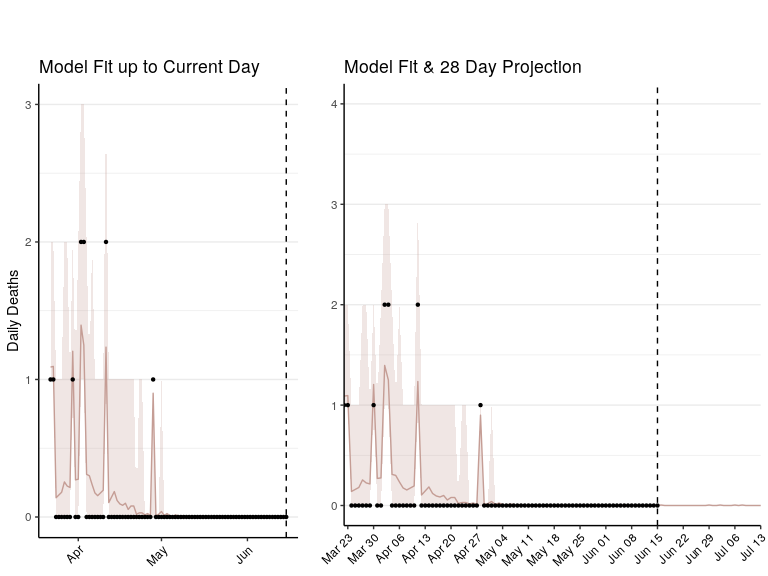 Model Fit up to Current Day
Model Fit & 28 Day Projection
Daily Deaths
3
2
1
0
Apr
May
Jun
4
3
2
1
0
Mar 23
Mar 30
Apr 06
Apr 13
Apr 20
Apr 27
May 04
May 11
May 18
May 25
Jun 01
Jun 08
Jun 15
Jun 22
Jun 29
Jul 06
Jul 13